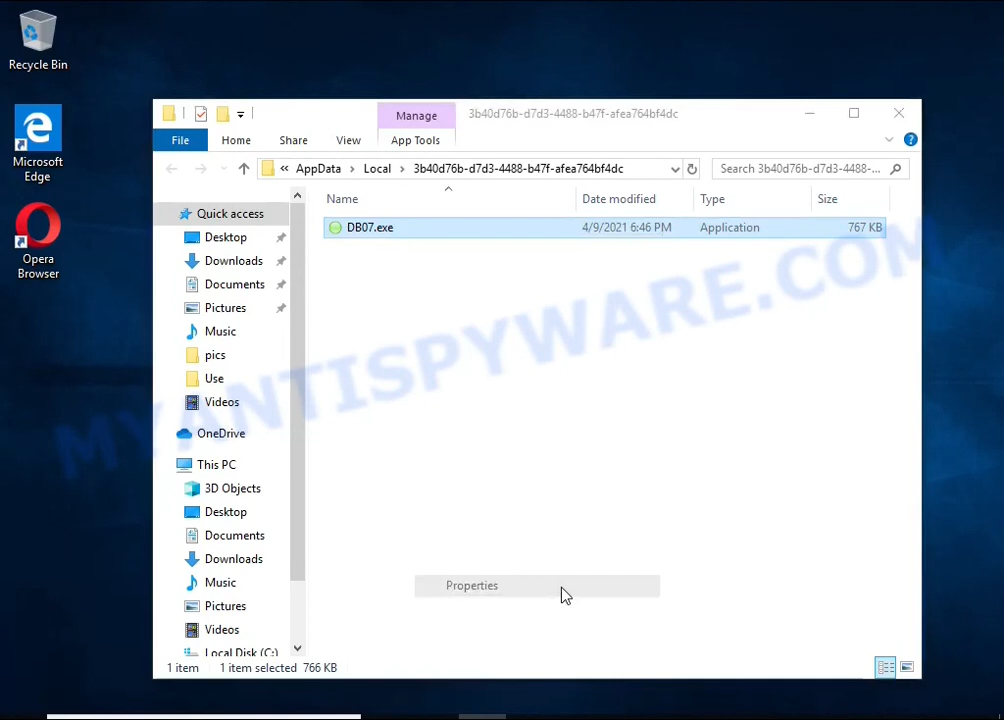 Recycle Bin
Microsoft
Edge
Opera
Browser
Manage
3b40d76b-d7d3-4488-b47f-afea764bf4dc
File
Home
Share
View
App Tools
« AppData > Local > 3b40d76b-d7d3-4488-b47f-afea764bf4dc
Search 3b40d76b-d7d3-4488-...
Name
Date modified
Type
Size
DB07.exe
4/9/2021 6:46 PM
Application
767 KB
Quick access
Desktop
Downloads
Documents
Pictures
Music
pics
Use
Videos
OneDrive
This PC
3D Objects
Desktop
Documents
Downloads
Music
Pictures
Videos
Local Disk (C:)
MYANTISPYWARE.COM
Properties
1 item
1 item selected 766 KB